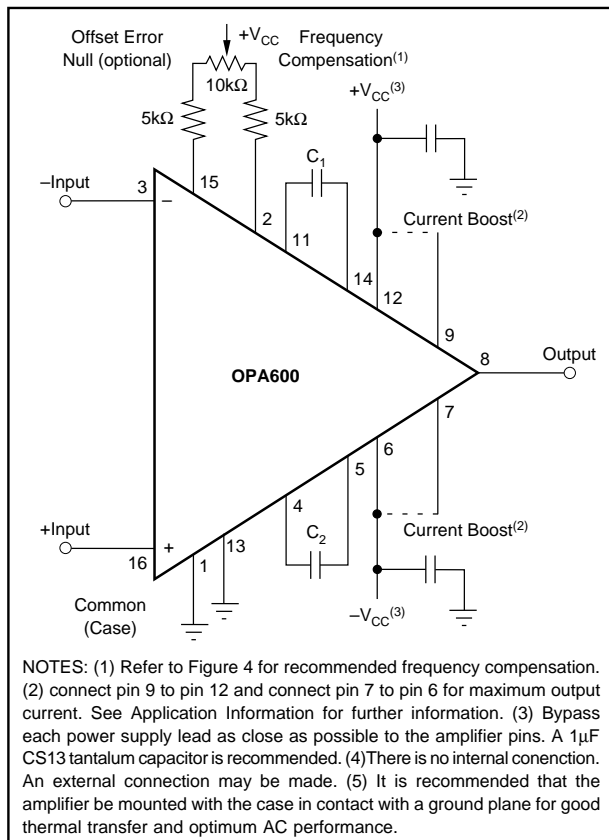 Offset Error
Null (optional)
+VCC
Frequency
Compensation(1)
10kΩ
5kΩ
5kΩ
+VCC(3)
C1
–Input
3
–
15
2
11
14
12
Current Boost(2)
9
8
Output
OPA600
7
6
5
4
C2
Current Boost(2)
+Input
16
+
1
13
Common
(Case)
–VCC(3)
NOTES: (1) Refer to Figure 4 for recommended frequency compensation.
(2) connect pin 9 to pin 12 and connect pin 7 to pin 6 for maximum output
current. See Application Information for further information. (3) Bypass
each power supply lead as close as possible to the amplifier pins. A 1µF
CS13 tantalum capacitor is recommended. (4)There is no internal conenction.
An external connection may be made. (5) It is recommended that the
amplifier be mounted with the case in contact with a ground plane for good
thermal transfer and optimum AC performance.